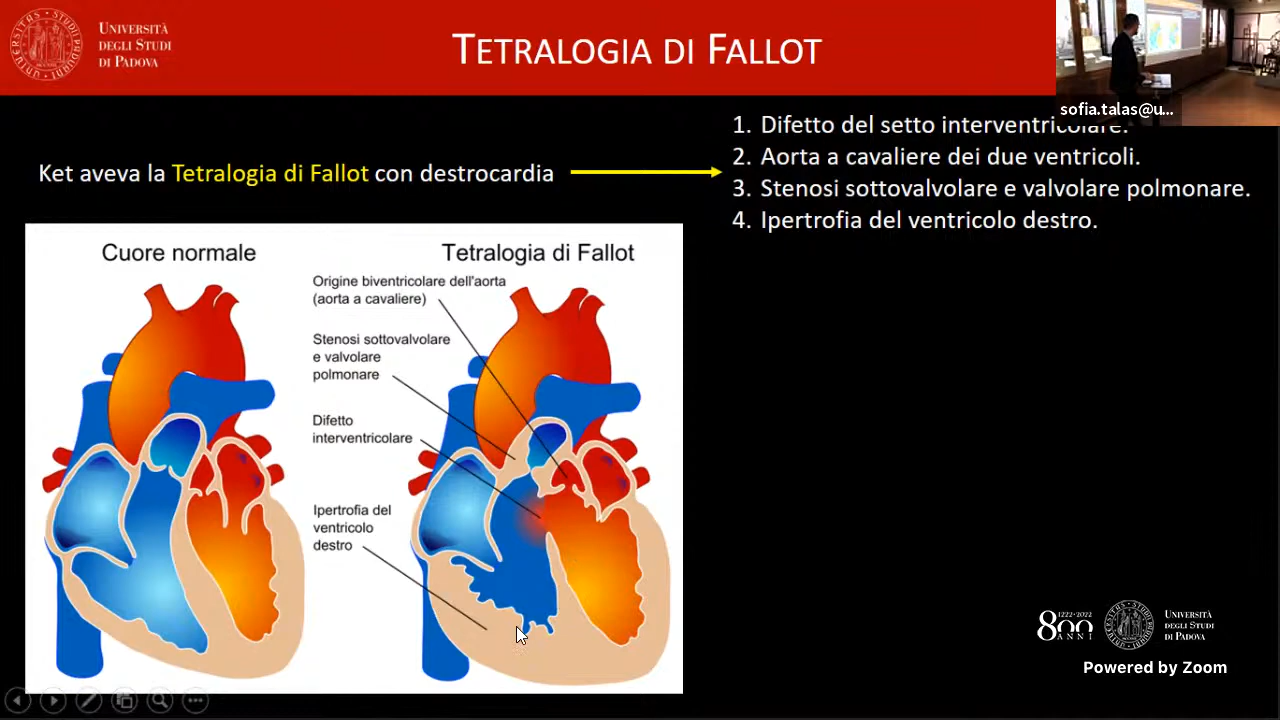 UNIVERSITÀ
DEGLI STUDI
DI PADOVA
TETRALOGIA DI FALLOT
sofia.talas@u...
Ket aveva la Tetralogia di Fallot con destrocardia
1. Difetto del setto interventricolare.
2. Aorta a cavaliere dei due ventricoli.
3. Stenosi sottovalvolare e valvolare polmonare.
4. Ipertrofia del ventricolo destro.
Cuore normale
Tetralogia di Fallot
Origine biventricolare dell'aorta
(aorta a cavaliere)
Stenosi sottovalvolare
e valvolare
polmonare
Difetto
interventricolare
Ipertrofia del
ventricolo
destro
1222·2022
800
ANNI
UNIVERSITÀ
DEGLI STUDI
DI PADOVA
Powered by Zoom